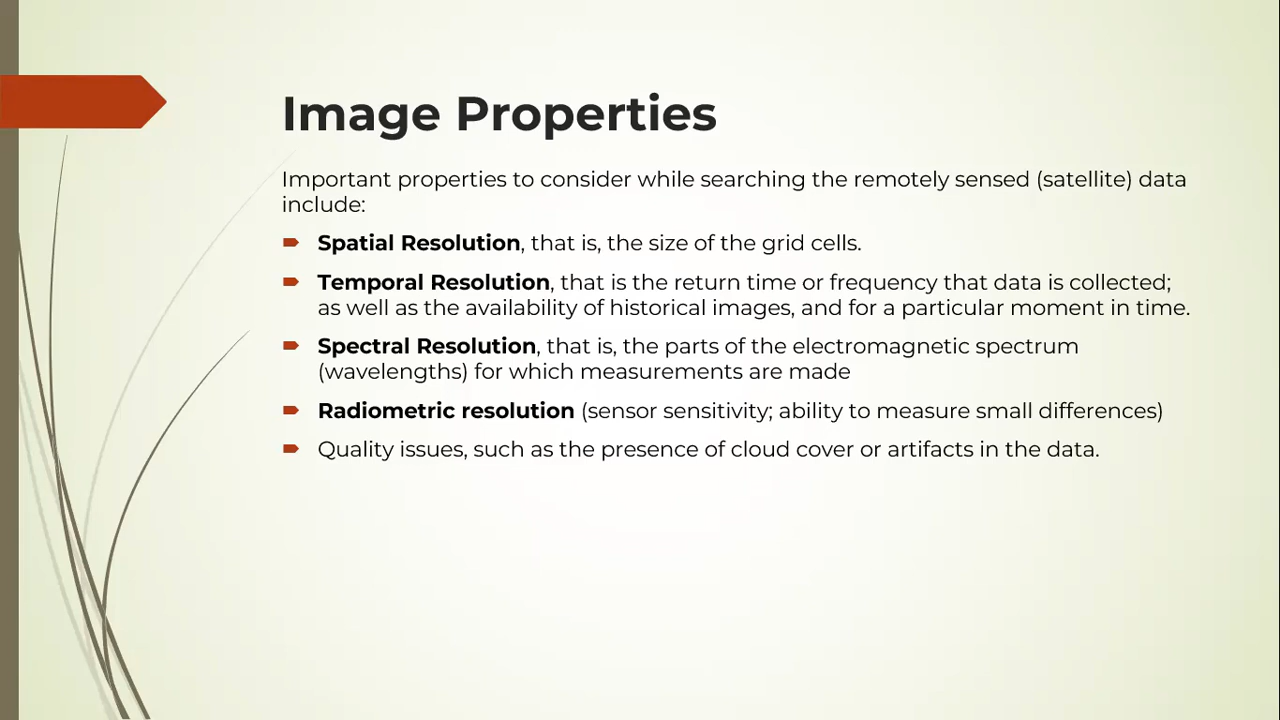 Image Properties
Important properties to consider while searching the remotely sensed (satellite) data
include:
Spatial Resolution, that is, the size of the grid cells.
Temporal Resolution, that is the return time or frequency that data is collected;
as well as the availability of historical images, and for a particular moment in time.
Spectral Resolution, that is, the parts of the electromagnetic spectrum
(wavelengths) for which measurements are made
Radiometric resolution (sensor sensitivity; ability to measure small differences)
Quality issues, such as the presence of cloud cover or artifacts in the data.